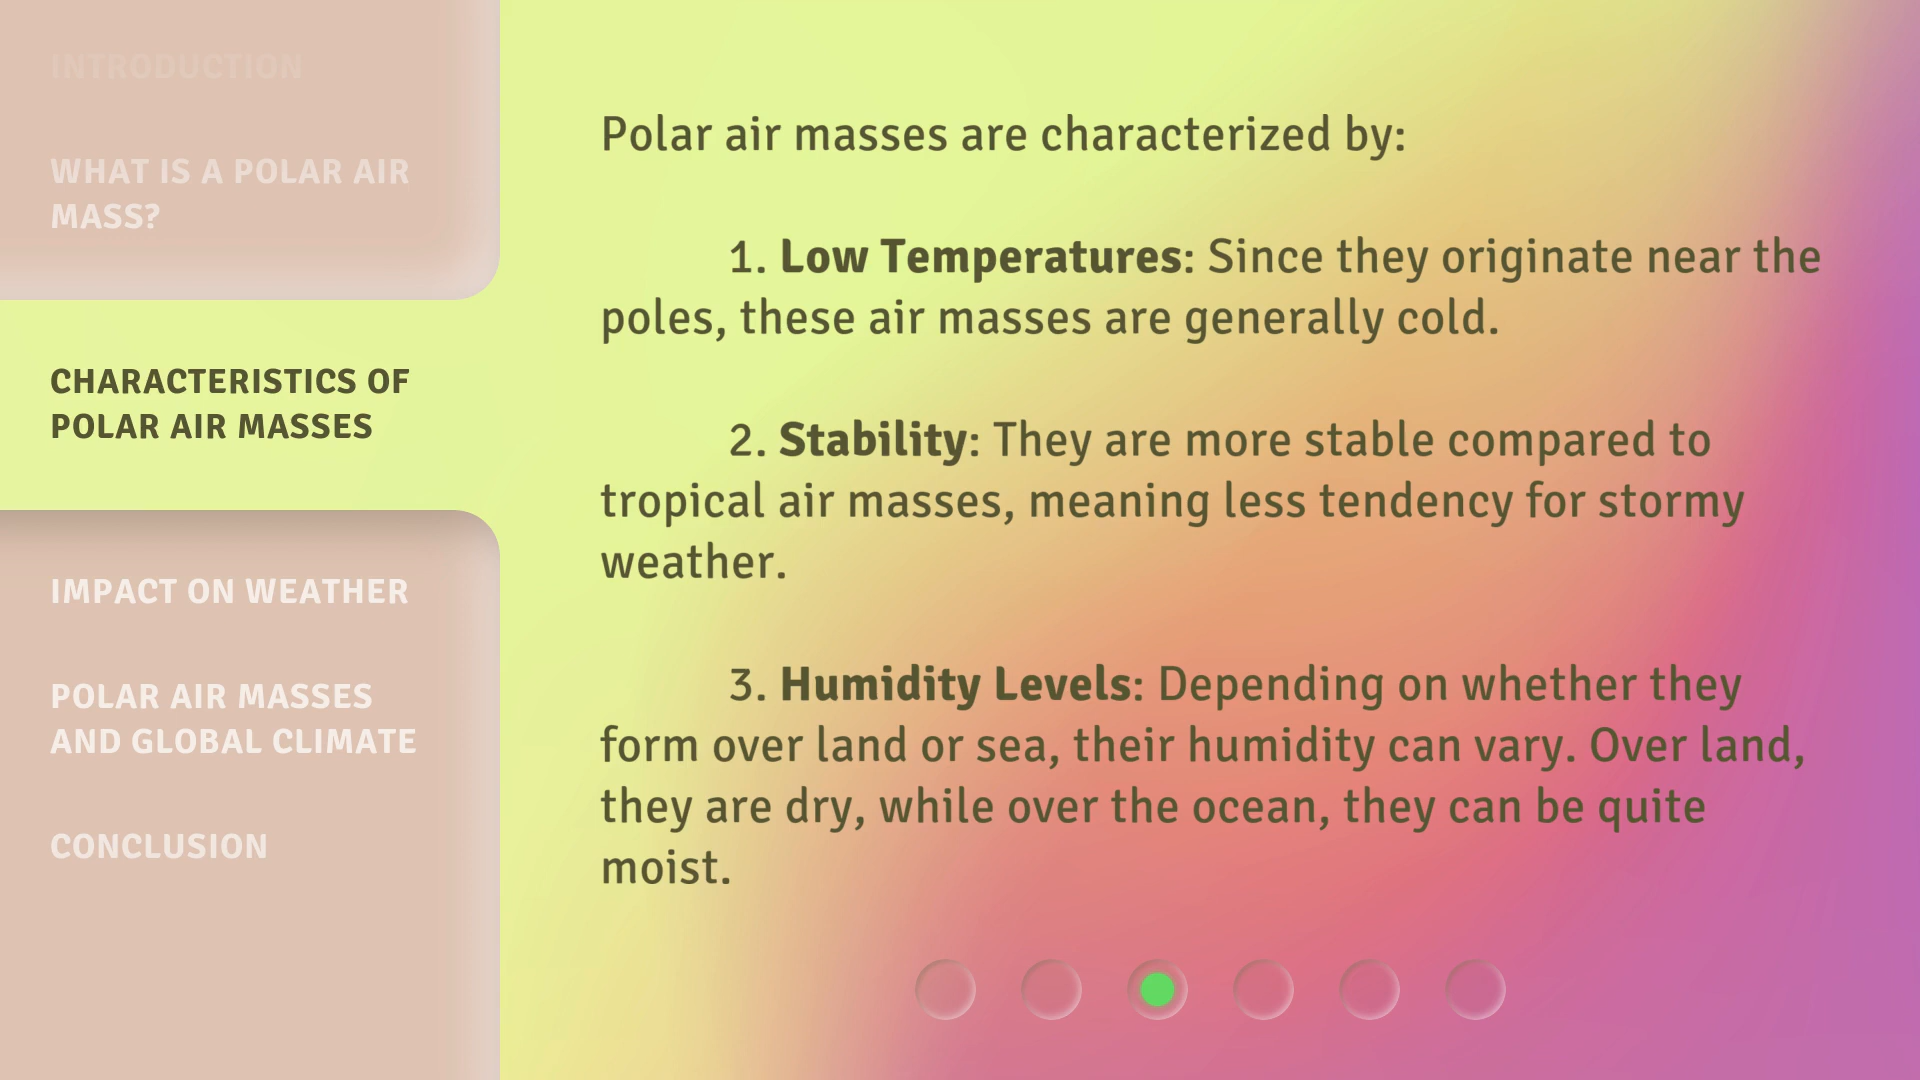 INTRODUCTION
WHAT IS A POLAR AIR
MASS?
CHARACTERISTICS OF
POLAR AIR MASSES
IMPACT ON WEATHER
POLAR AIR MASSES
AND GLOBAL CLIMATE
CONCLUSION
Polar air masses are characterized by:
1. Low Temperatures: Since they originate near the
poles, these air masses are generally cold.
2. Stability: They are more stable compared to
tropical air masses, meaning less tendency for stormy
weather.
3. Humidity Levels: Depending on whether they
form over land or sea, their humidity can vary. Over land,
they are dry, while over the ocean, they can be quite
moist.